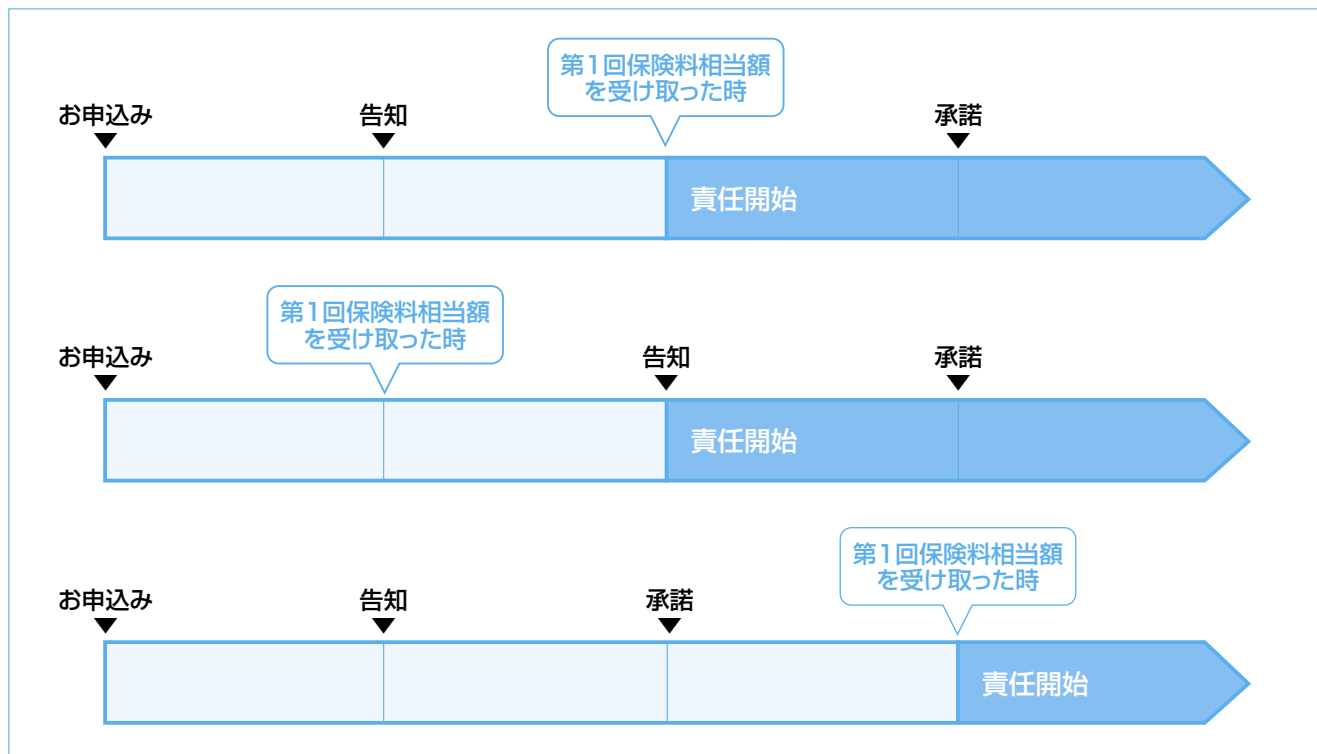 第1回保険料相当額
を受け取った時
お申込み
告知
承諾
責任開始
第1回保険料相当額
を受け取った時
お申込み
告知
承諾
責任開始
第1回保険料相当額
を受け取った時
お申込み
告知
承諾
責任開始